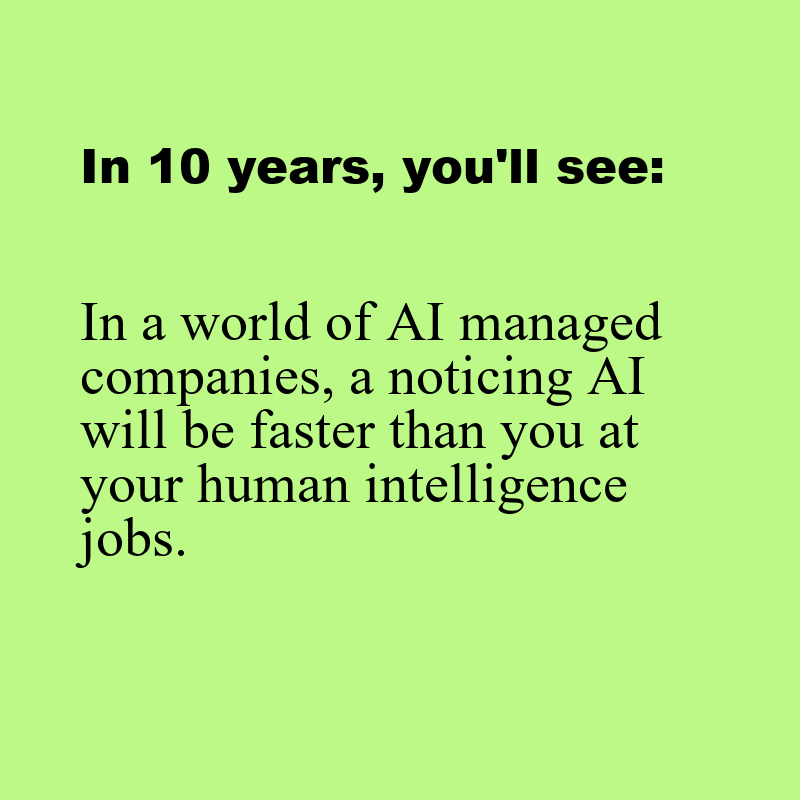 In 10 years, you'll see:
In a world of AI managed
companies, a noticing AI
will be faster than you at
your human intelligence
jobs.